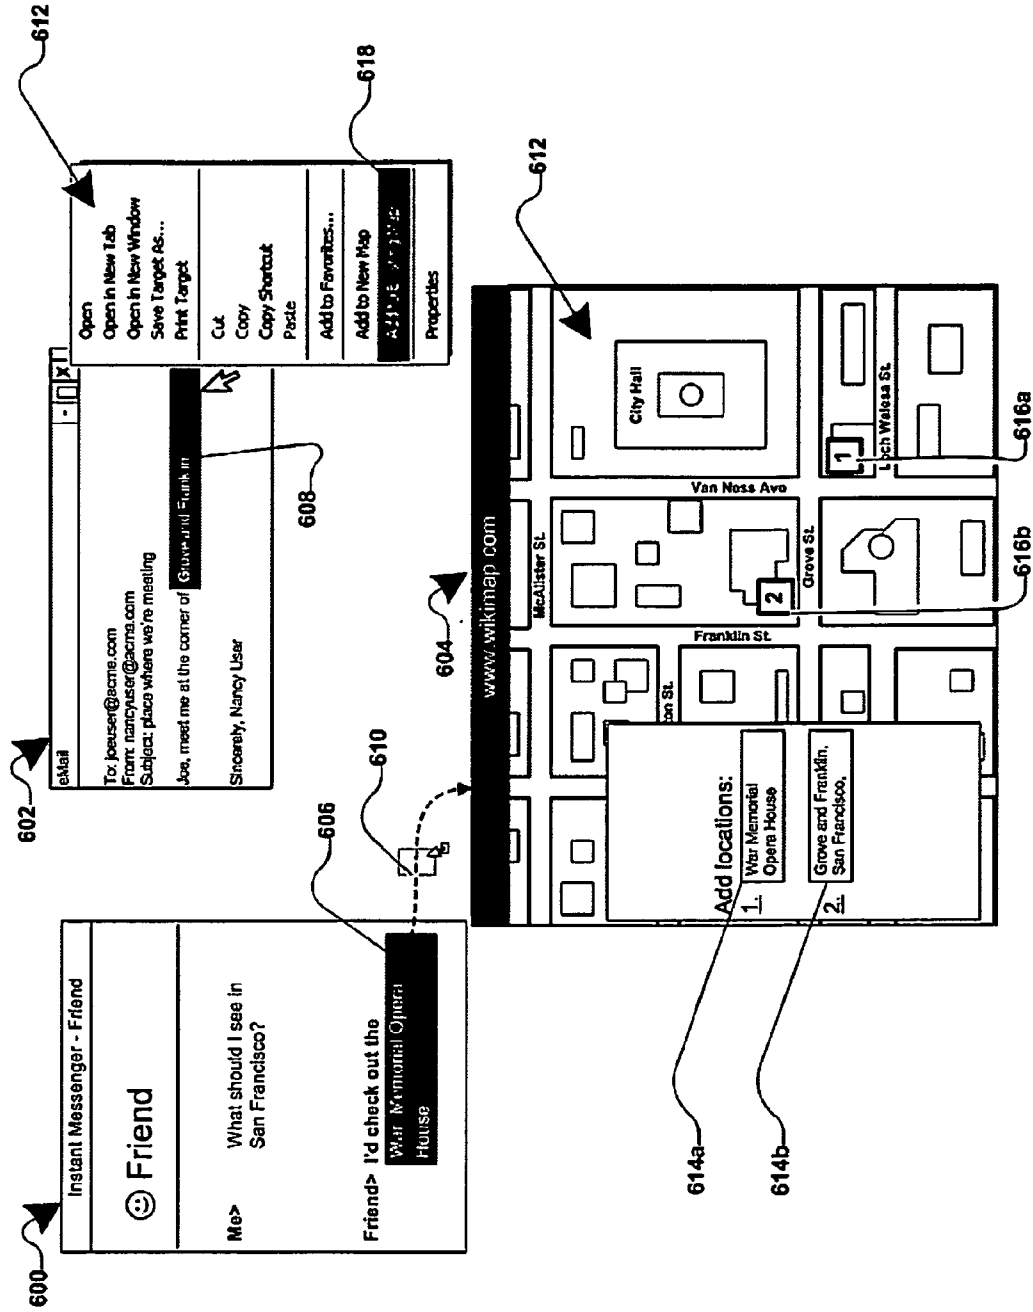 600
Instant Messenger - Friend
Friend
Me>
What should I see in
San Francisco?
Friend> I'd check out the
War Memorial Opera
House
606
610
602
eMail
- X
To: joeuser@acme.com
From: nancyuser@acme.com
Subject: place where we're meeting
Joe, meet me at the corner of Grove and Franklin
Sincerely, Nancy User
608
612
Open
Open in New Tab
Open in New Window
Save Target As...
Print Target
Cut
Copy
Copy Shortcut
Paste
Add to Favorites...
Add to New Map
Properties
618
604
www.wikimap.com
McAllister St.
City Hall
Van Ness Ave
Franklin St.
Grove St.
ton St.
Loch Walesa St.
1
2
612
616a
616b
Add locations:
1. War Memorial
Opera House
2. Grove and Franklin,
San Francisco,
614a
614b